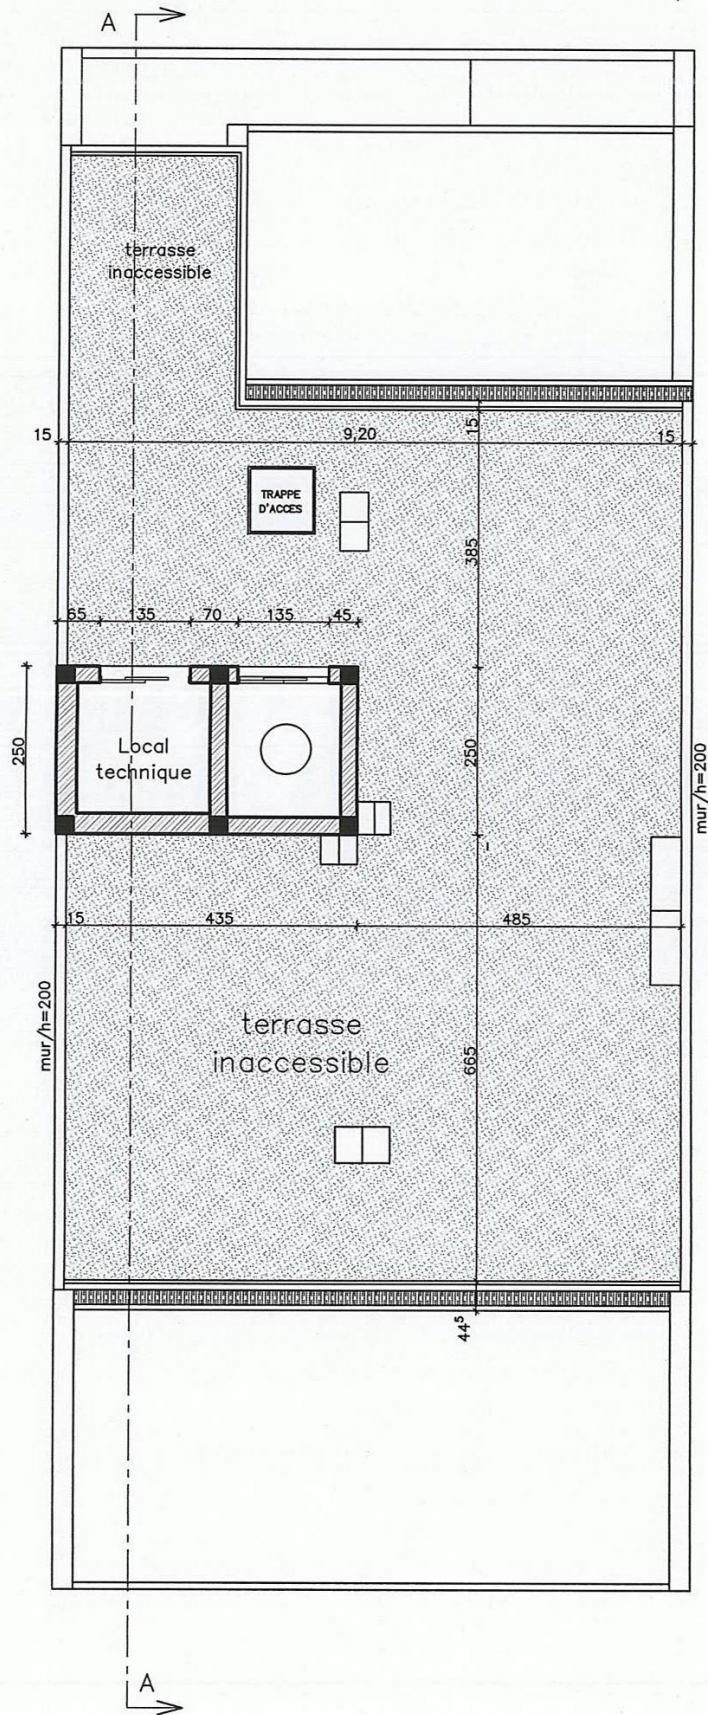 A
terrasse
inaccessible
15
9,20
15
15
TRAPPE
D'ACCES
385
65
135
70
135
45
250
Local
technique
250
mur/h=200
15
435
485
mur/h=200
terrasse
inaccessible
665
44⁵
A